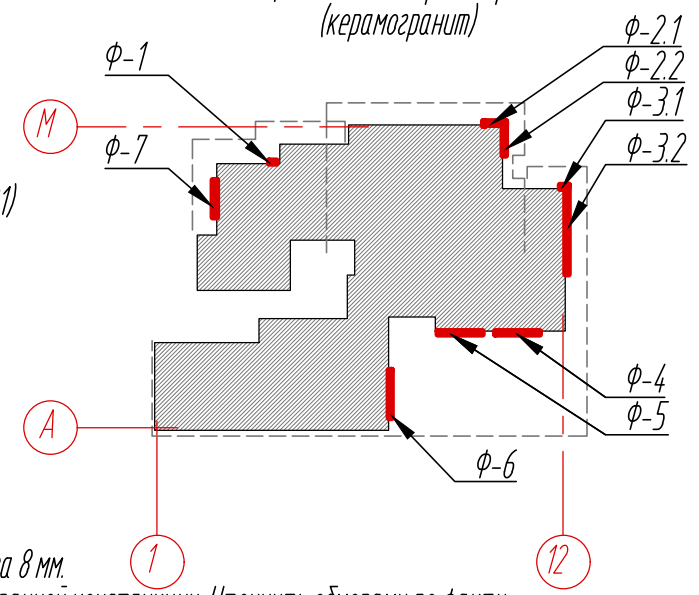 (керамогранит)
Ф-1
Ф-2.1
Ф-2.2
М
Ф-3.1
Ф-7
Ф-3.2
1)
Ф-4
А
Ф-5
Ф-6
8 мм.
1
12